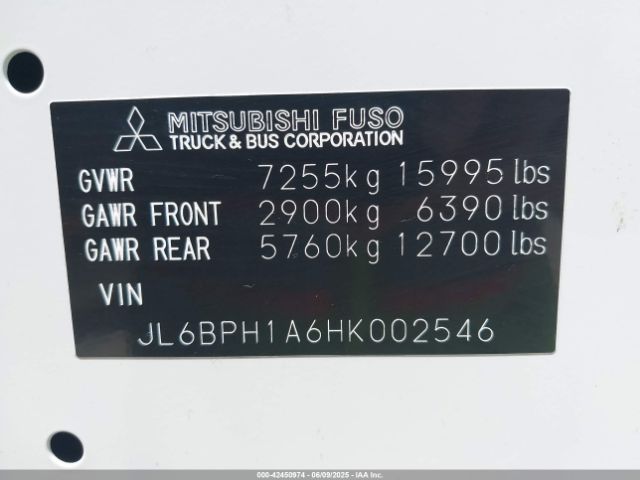 MITSUBISHI FUSO
TRUCK & BUS CORPORATION
GVWR 7255kg 15995 lbs
GAWR FRONT 2900kg 6390 lbs
GAWR REAR 5760kg 12700 lbs
VIN
JL6BPH1A6HK002546
000-42450974 - 06/09/2025 - IAA Inc.